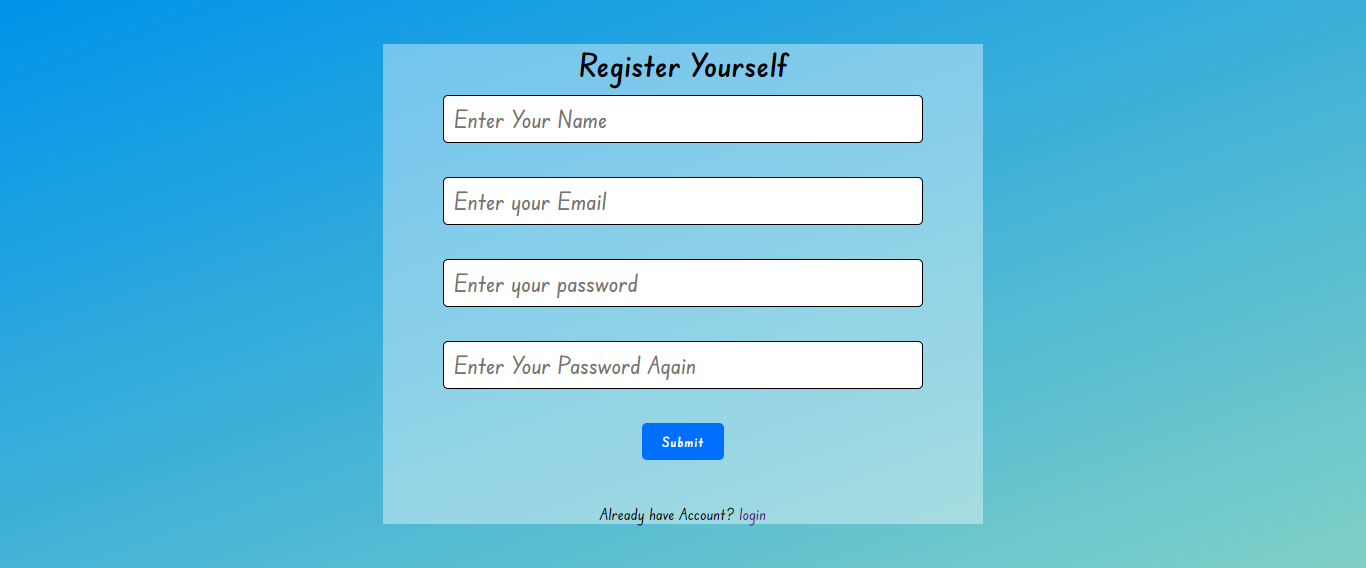 Register Yourself
Enter Your Name
Enter your Email
Enter your password
Enter Your Password Again
Submit
Already have Account? login